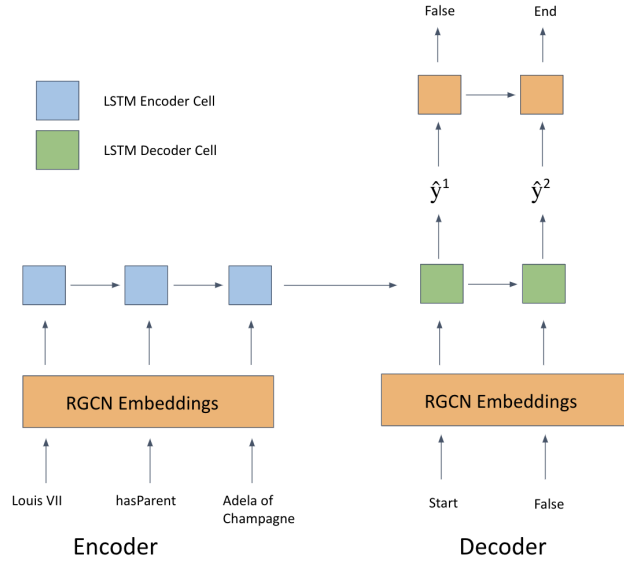 False
End
LSTM Encoder Cell
LSTM Decoder Cell
ŷ¹
ŷ²
RGCN Embeddings
RGCN Embeddings
Louis VII
hasParent
Adela of
Champagne
Start
False
Encoder
Decoder